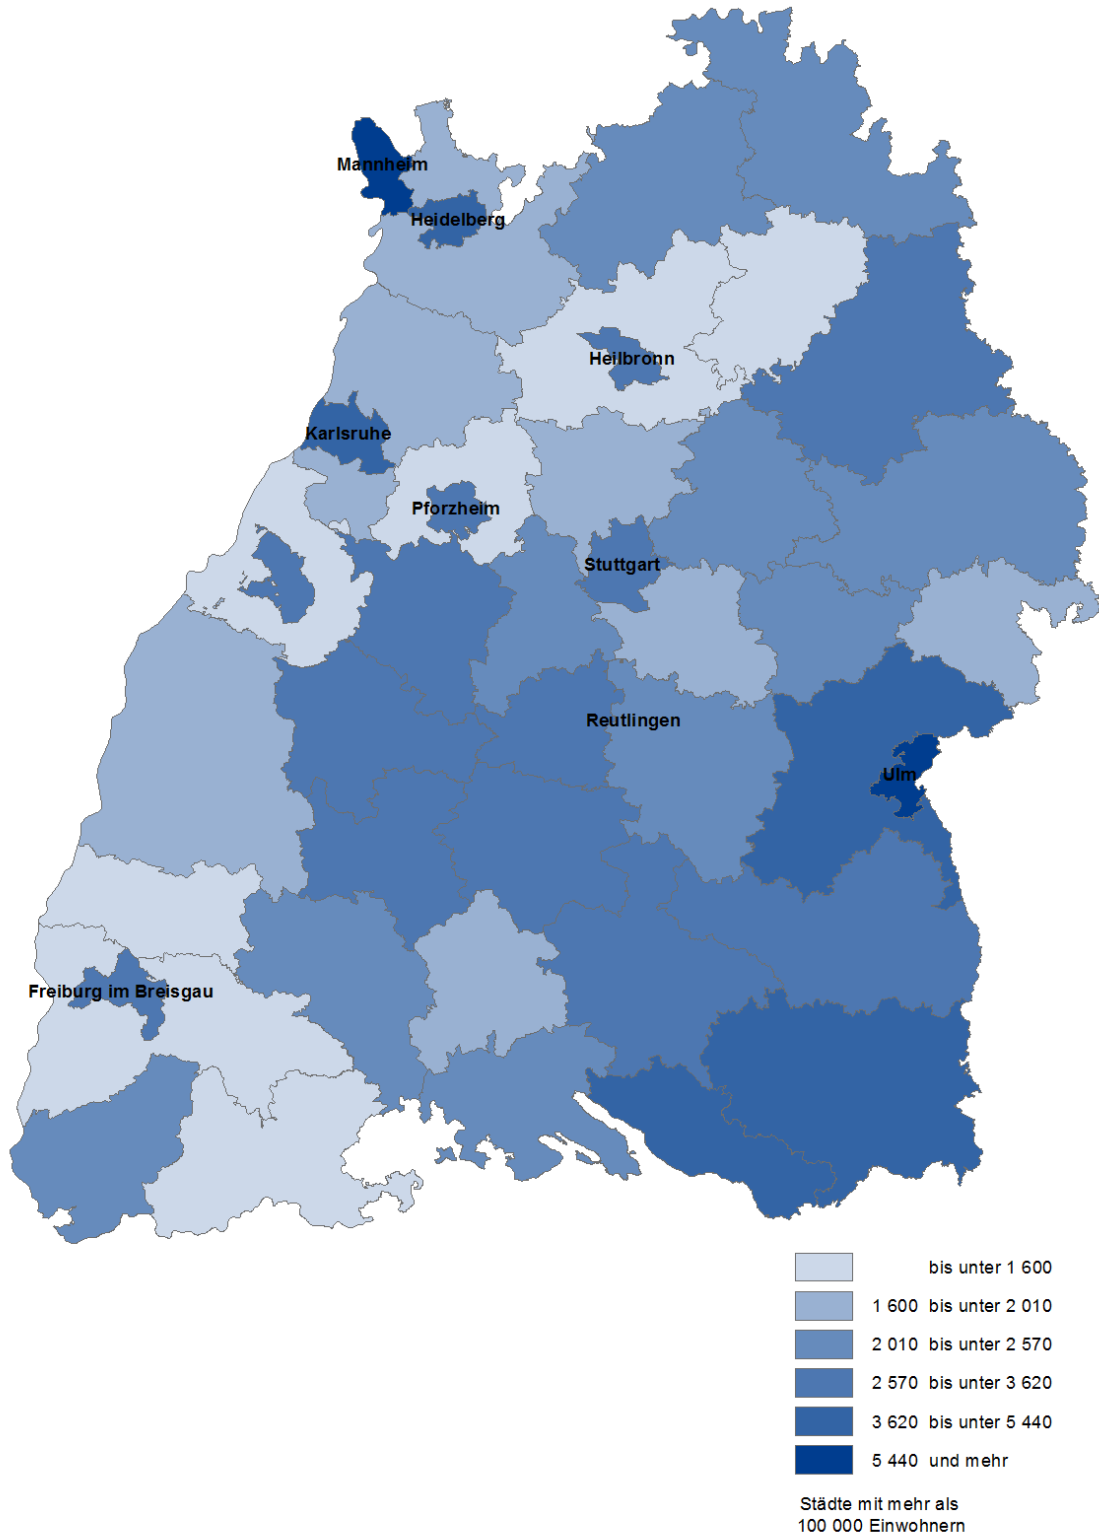 Mannheim
Heidelberg
Heilbronn
Karlsruhe
Pforzheim
Stuttgart
Reutlingen
Ulm
Freiburg im Breisgau
bis unter 1 600
1 600 bis unter 2 010
2 010 bis unter 2 570
2 570 bis unter 3 620
3 620 bis unter 5 440
5 440 und mehr
Städte mit mehr als
100 000 Einwohnern